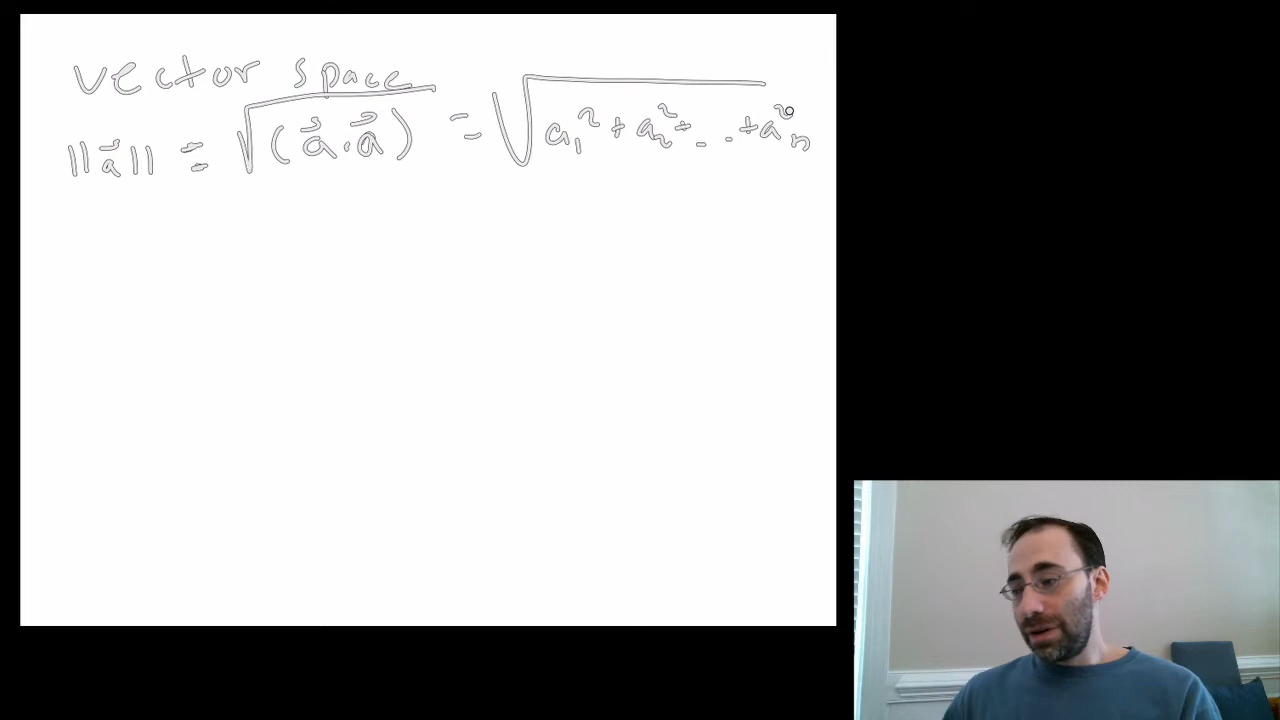 vector space
||a⃗|| = √(a⃗·a⃗) = √a₁² + a₂² + . . + aₙ²